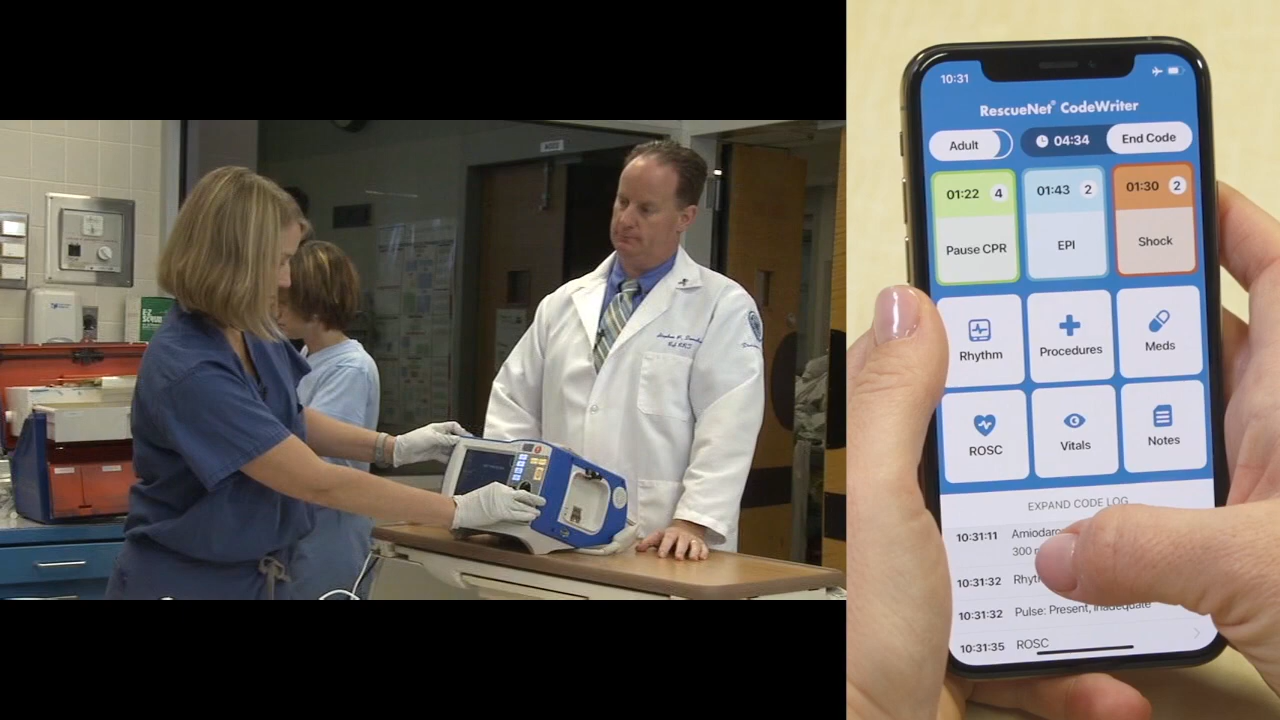 E-Z
SCRUB
10:31
RescueNet® CodeWriter
Adult
04:34
End Code
01:22 4
01:43 2
01:30 2
Pause CPR
EPI
Shock
Rhythm
Procedures
Meds
ROSC
Vitals
Notes
EXPAND CODE LOG
10:31:11
300
10:31:32
10:31:32 Pulse: Present, Inadequate
10:31:35 ROSC